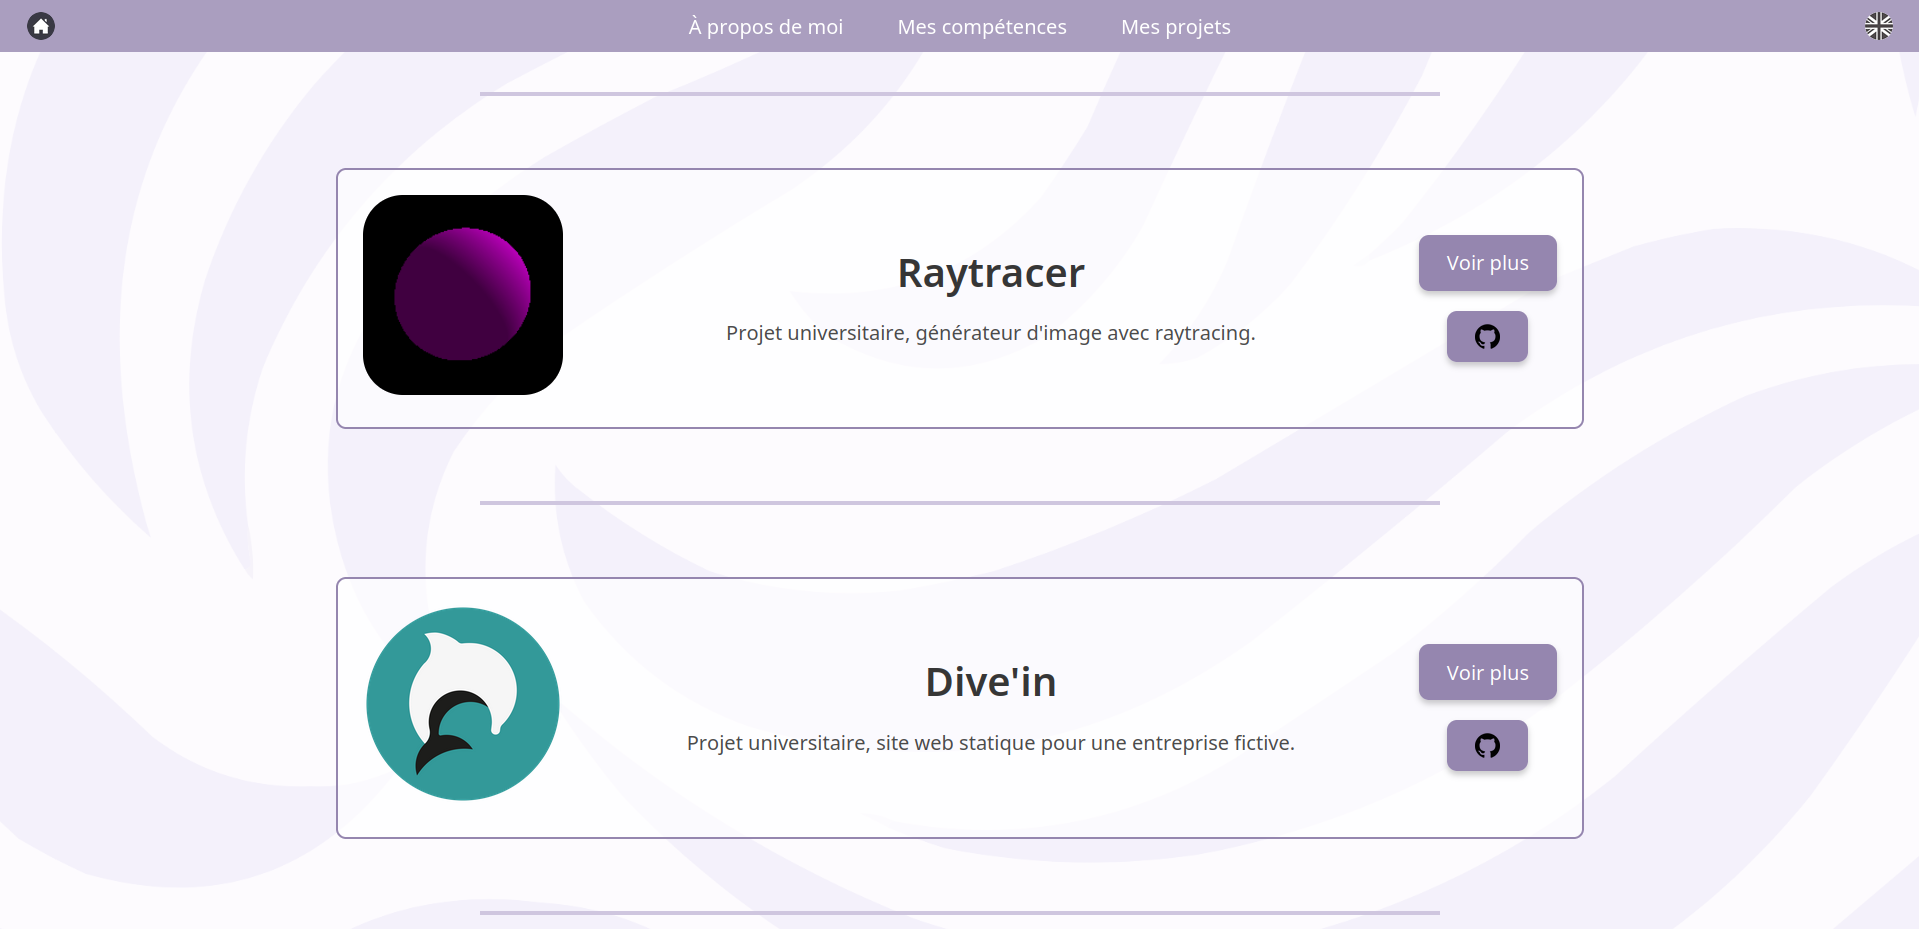 À propos de moi
Mes compétences
Mes projets
Raytracer
Projet universitaire, générateur d'image avec raytracing.
Voir plus
Dive'in
Projet universitaire, site web statique pour une entreprise fictive.
Voir plus